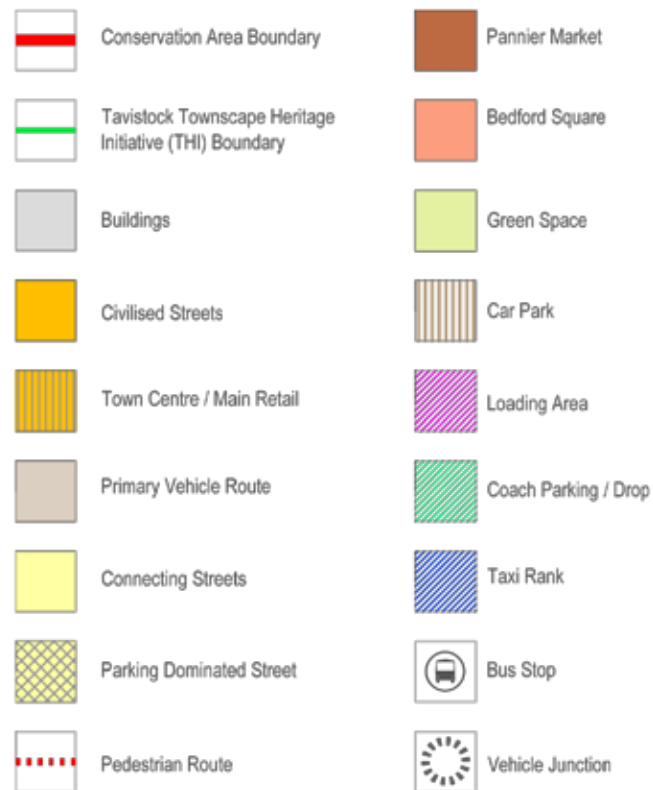 Conservation Area Boundary
Tavistock Townscape Heritage
Initiative (THI) Boundary
Buildings
Civilised Streets
Town Centre / Main Retail
Primary Vehicle Route
Connecting Streets
Parking Dominated Street
Pedestrian Route
Pannier Market
Bedford Square
Green Space
Car Park
Loading Area
Coach Parking / Drop
Taxi Rank
Bus Stop
Vehicle Junction